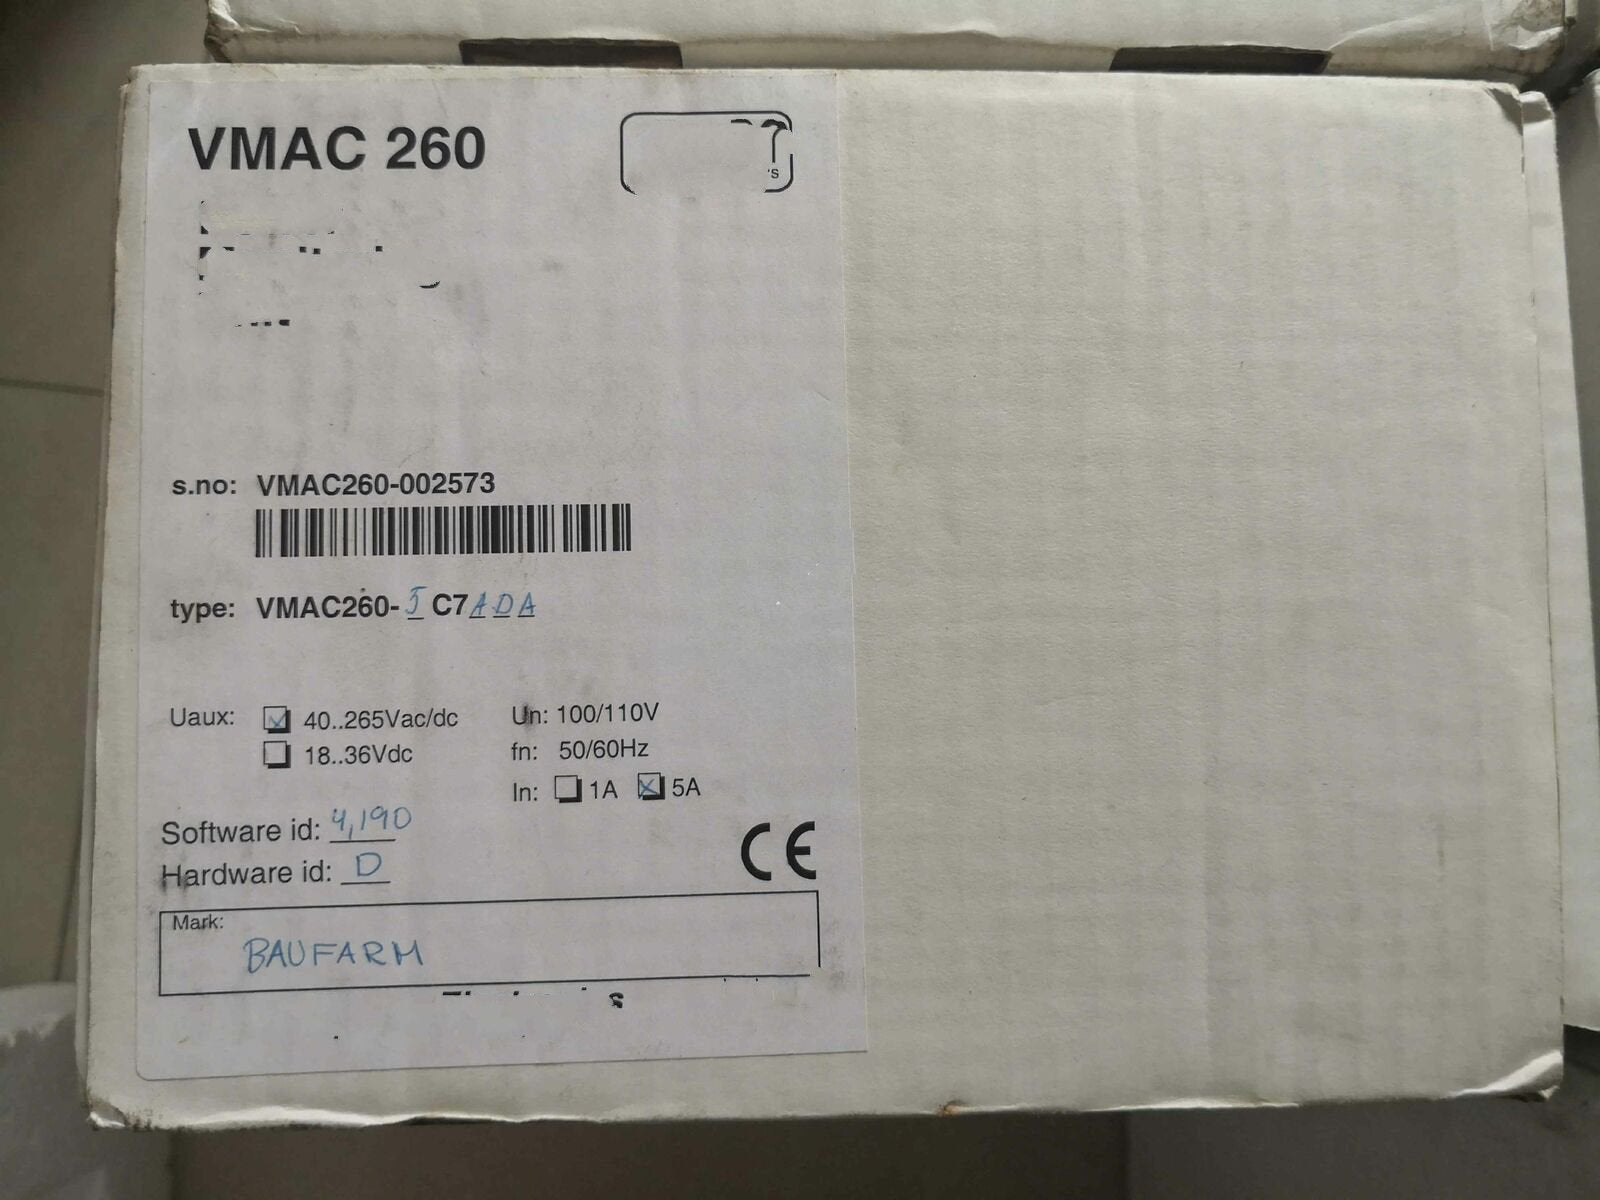 VMAC 260
's
s.no: VMAC260-002573
type: VMAC260-5 C7ADA
Uaux: 40..265Vac/dc
18..36Vdc
Un: 100/110V
fn: 50/60Hz
In: 1A 5A
Software id: 4,190
Hardware id: D
CE
Mark:
BAUFARM